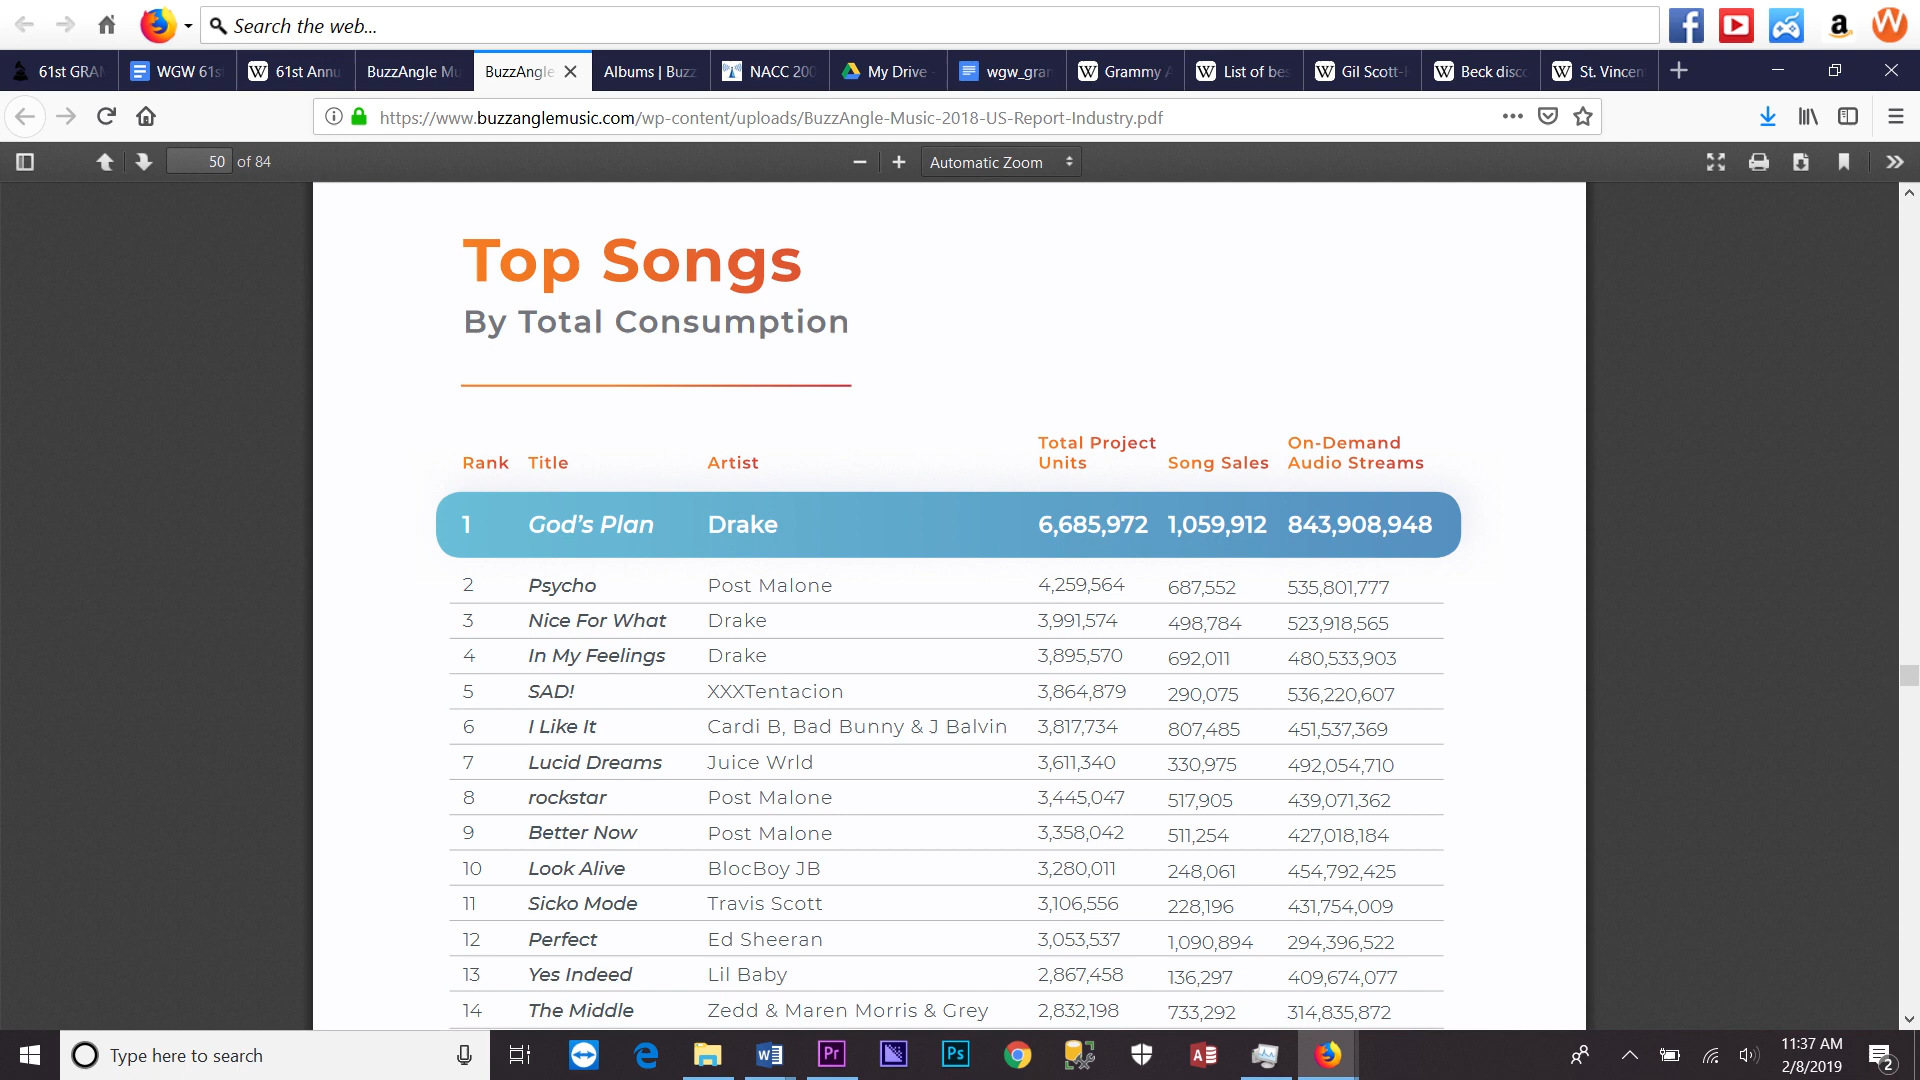 Search the web...
61st GRA
WGW 61s
61st Annu
BuzzAngle Mu
BuzzAngle
Albums | Buzz
NACC 200
My Drive -
wgw_gran
Grammy A
List of bes
Gil Scott-H
Beck disco
St. Vincen
https://www.buzzanglemusic.com/wp-content/uploads/BuzzAngle-Music-2018-US-Report-Industry.pdf
50 of 84
Automatic Zoom
Top Songs
By Total Consumption
Rank Title Artist Total Project Units Song Sales On-Demand Audio Streams
1 God's Plan Drake 6,685,972 1,059,912 843,908,948
2 Psycho Post Malone 4,259,564 687,552 535,801,777
3 Nice For What Drake 3,991,574 498,784 523,918,565
4 In My Feelings Drake 3,895,570 692,011 480,533,903
5 SAD! XXXTentacion 3,864,879 290,075 536,220,607
6 I Like It Cardi B, Bad Bunny & J Balvin 3,817,734 807,485 451,537,369
7 Lucid Dreams Juice Wrld 3,611,340 330,975 492,054,710
8 rockstar Post Malone 3,445,047 517,905 439,071,362
9 Better Now Post Malone 3,358,042 511,254 427,018,184
10 Look Alive BlocBoy JB 3,280,011 248,061 454,792,425
11 Sicko Mode Travis Scott 3,106,556 228,196 431,754,009
12 Perfect Ed Sheeran 3,053,537 1,090,894 294,396,522
13 Yes Indeed Lil Baby 2,867,458 136,297 409,674,077
14 The Middle Zedd & Maren Morris & Grey 2,832,198 733,292 314,835,872
Type here to search
11:37 AM
2/8/2019
2